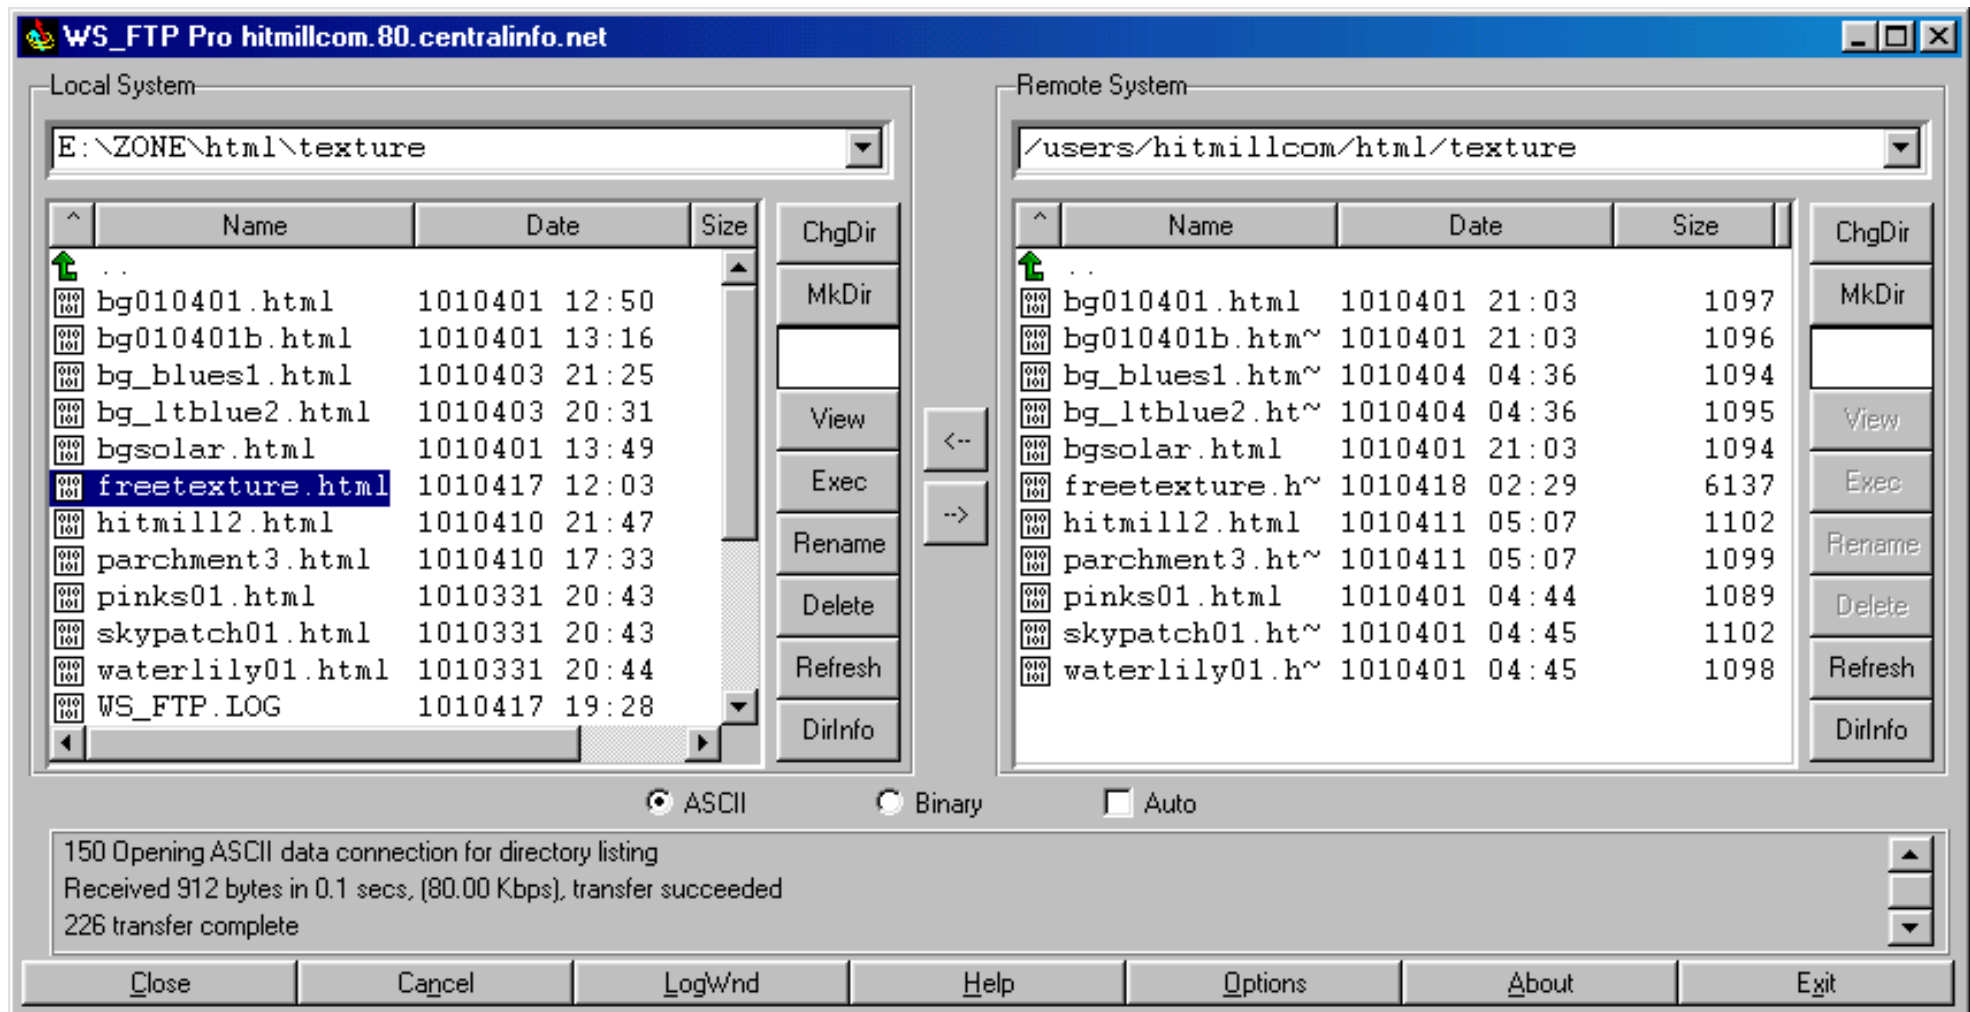 WS_FTP Pro hitmillcom.80.centralinfo.net
Local System
E:\ZONE\html\texture
^ Name Date Size
..
bg010401.html 1010401 12:50
bg010401b.html 1010401 13:16
bg_blues1.html 1010403 21:25
bg_ltblue2.html 1010403 20:31
bgsolar.html 1010401 13:49
freetexture.html 1010417 12:03
hitmill2.html 1010410 21:47
parchment3.html 1010410 17:33
pinks01.html 1010331 20:43
skypatch01.html 1010331 20:43
waterlily01.html 1010331 20:44
WS_FTP.LOG 1010417 19:28
ChgDir
MkDir
View
Exec
Rename
Delete
Refresh
DirInfo
<--
-->
Remote System
/users/hitmillcom/html/texture
^ Name Date Size
..
bg010401.html 1010401 21:03 1097
bg010401b.htm~ 1010401 21:03 1096
bg_blues1.htm~ 1010404 04:36 1094
bg_ltblue2.ht~ 1010404 04:36 1095
bgsolar.html 1010401 21:03 1094
freetexture.h~ 1010418 02:29 6137
hitmill2.html 1010411 05:07 1102
parchment3.ht~ 1010411 05:07 1099
pinks01.html 1010401 04:44 1089
skypatch01.ht~ 1010401 04:45 1102
waterlily01.h~ 1010401 04:45 1098
ChgDir
MkDir
View
Exec
Rename
Delete
Refresh
DirInfo
ASCII Binary Auto
150 Opening ASCII data connection for directory listing
Received 912 bytes in 0.1 secs, (80.00 Kbps), transfer succeeded
226 transfer complete
Close Cancel LogWnd Help Options About Exit